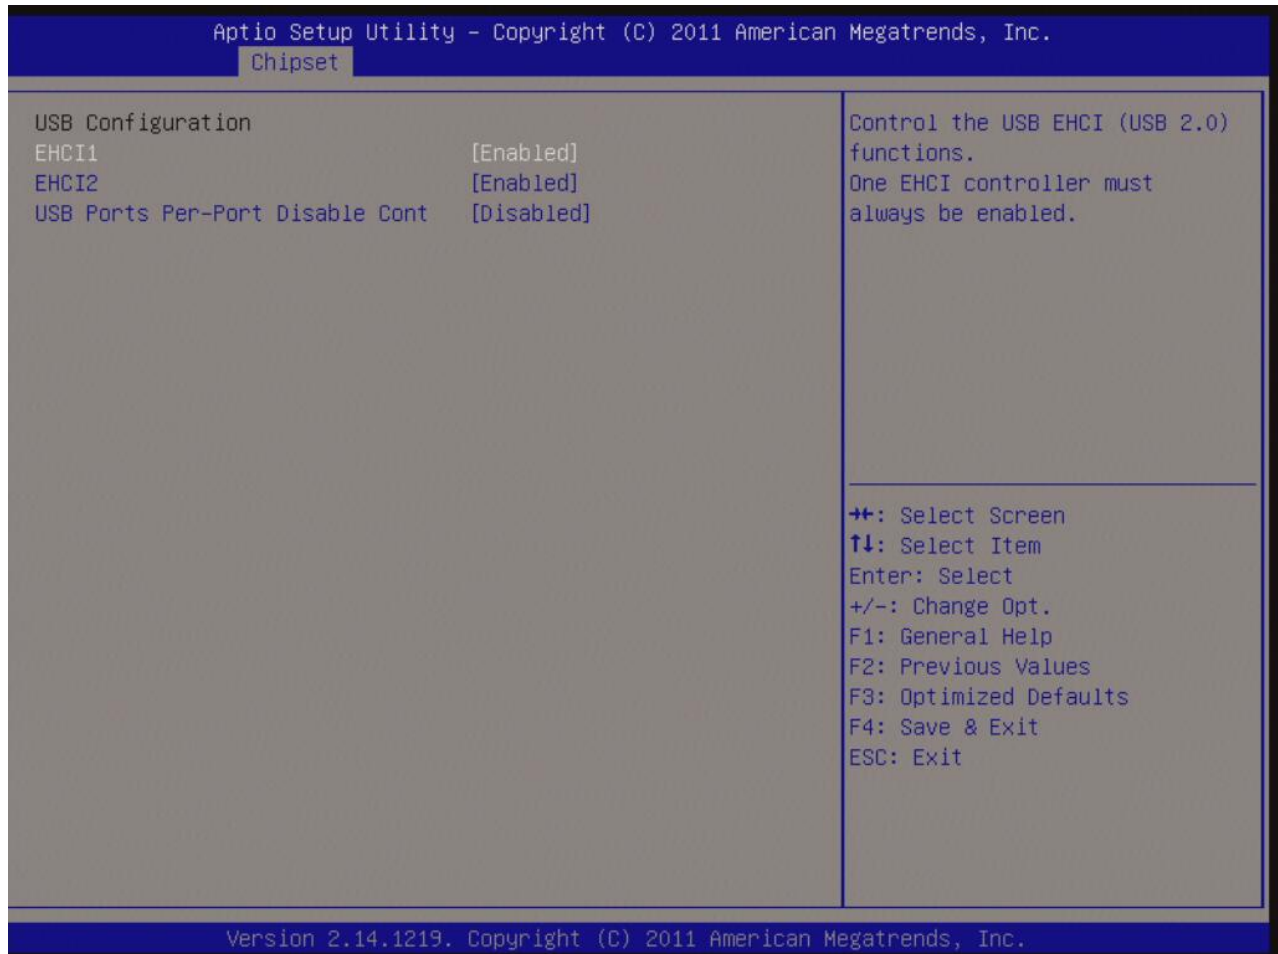 Aptio Setup Utility – Copyright (C) 2011 American Megatrends, Inc.
Chipset
USB Configuration
EHCI1 [Enabled]
EHCI2 [Enabled]
USB Ports Per-Port Disable Cont [Disabled]
Control the USB EHCI (USB 2.0)
functions.
One EHCI controller must
always be enabled.
→←: Select Screen
↑↓: Select Item
Enter: Select
+/-: Change Opt.
F1: General Help
F2: Previous Values
F3: Optimized Defaults
F4: Save & Exit
ESC: Exit
Version 2.14.1219. Copyright (C) 2011 American Megatrends, Inc.